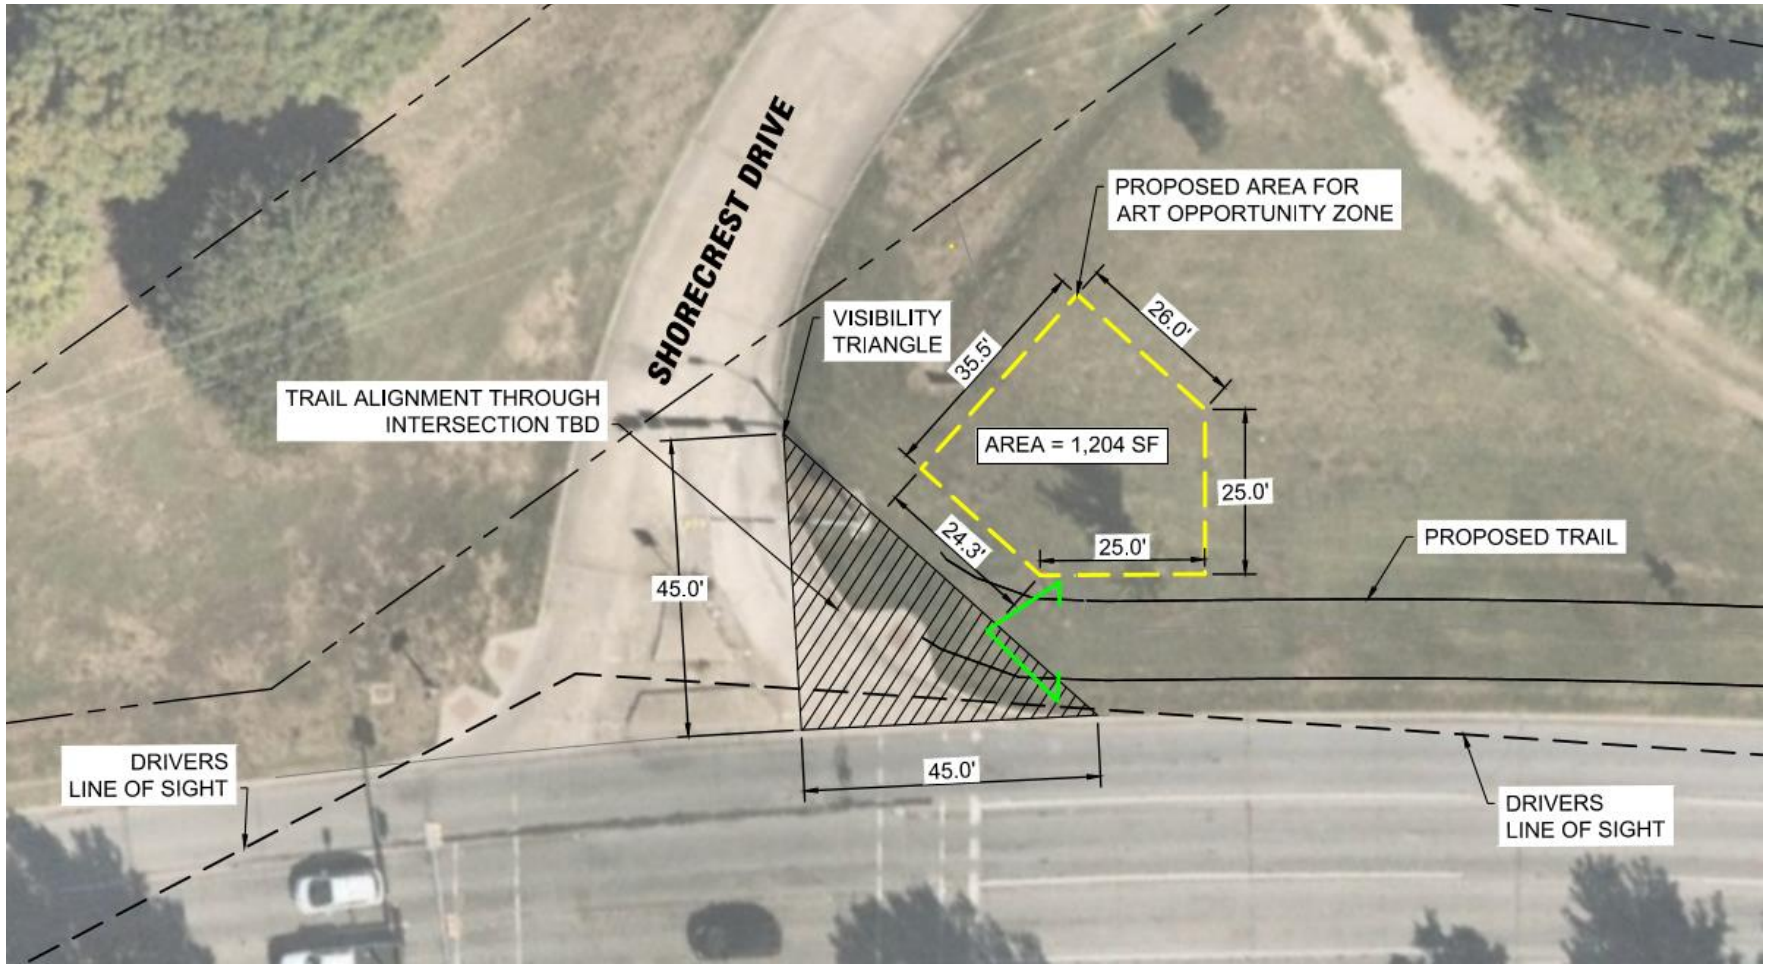 SHORECREST DRIVE
PROPOSED AREA FOR
ART OPPORTUNITY ZONE
VISIBILITY
TRIANGLE
26.0'
35.5'
TRAIL ALIGNMENT THROUGH
INTERSECTION TBD
AREA = 1,204 SF
25.0'
24.3'
25.0'
PROPOSED TRAIL
45.0'
DRIVERS
LINE OF SIGHT
45.0'
DRIVERS
LINE OF SIGHT